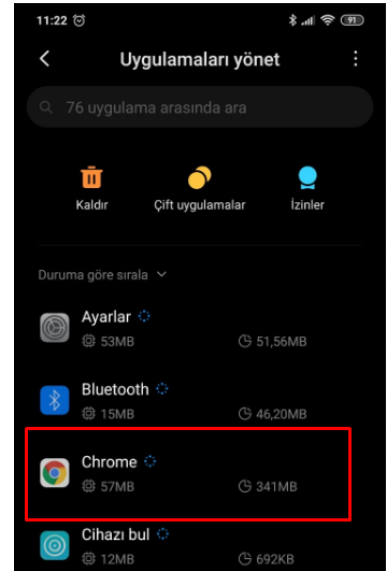 11:22
91
Uygulamaları yönet
76 uygulama arasında ara
Kaldır
Çift uygulamalar
İzinler
Duruma göre sırala
Ayarlar
53MB
51,56MB
Bluetooth
15MB
46,20MB
Chrome
57MB
341MB
Cihazı bul
12MB
692KB